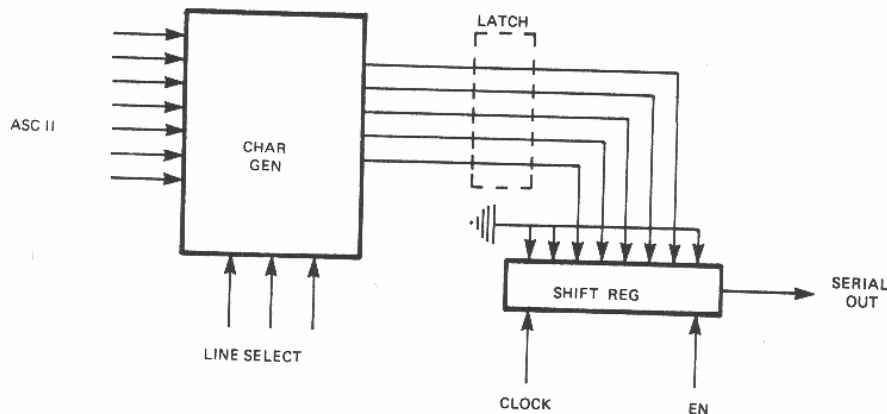 LATCH
ASC II
CHAR
GEN
SHIFT REG
SERIAL
OUT
LINE SELECT
CLOCK
EN